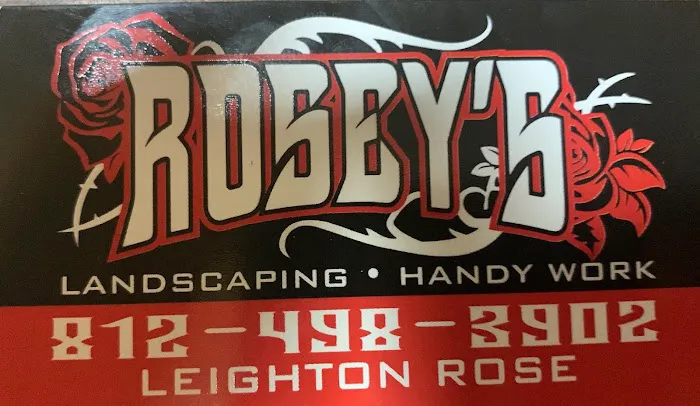 ROSEY'S
LANDSCAPING • HANDY WORK
812-498-3902
LEIGHTON ROSE